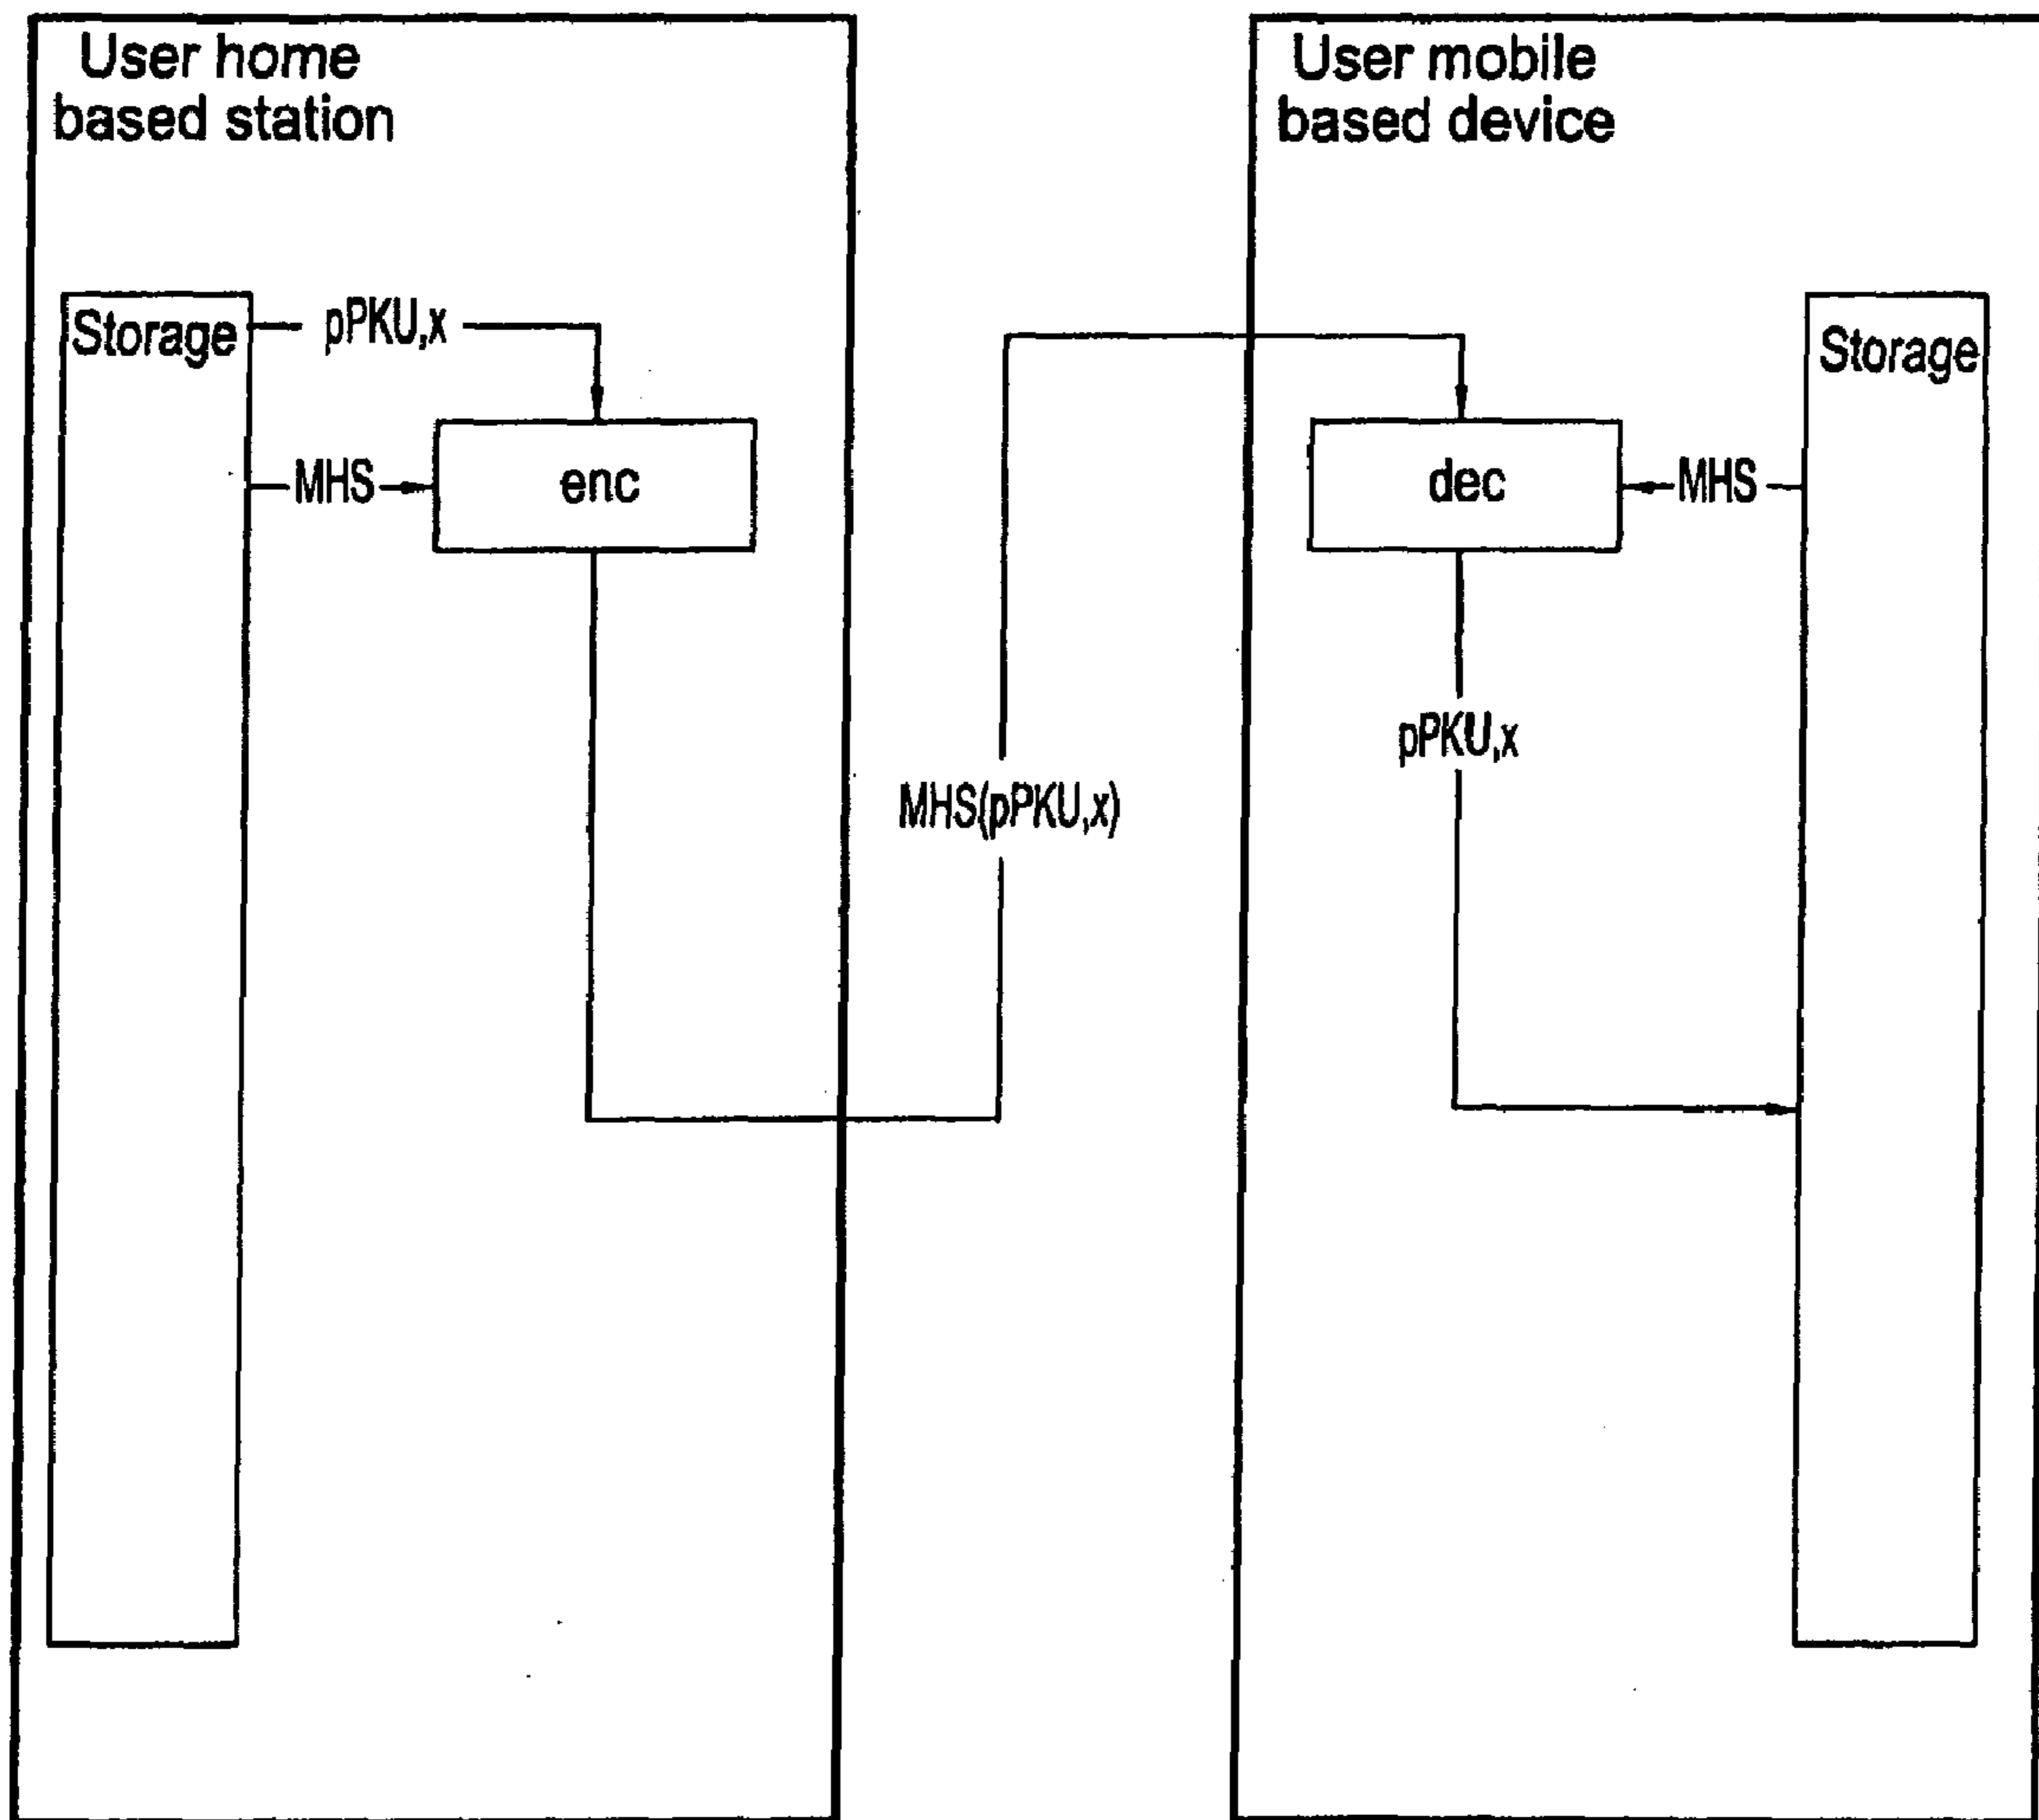 User home
based station
Storage
pPKU,x
MHS
enc
MHS(pPKU,x)
User mobile
based device
dec
MHS
Storage
pPKU,x